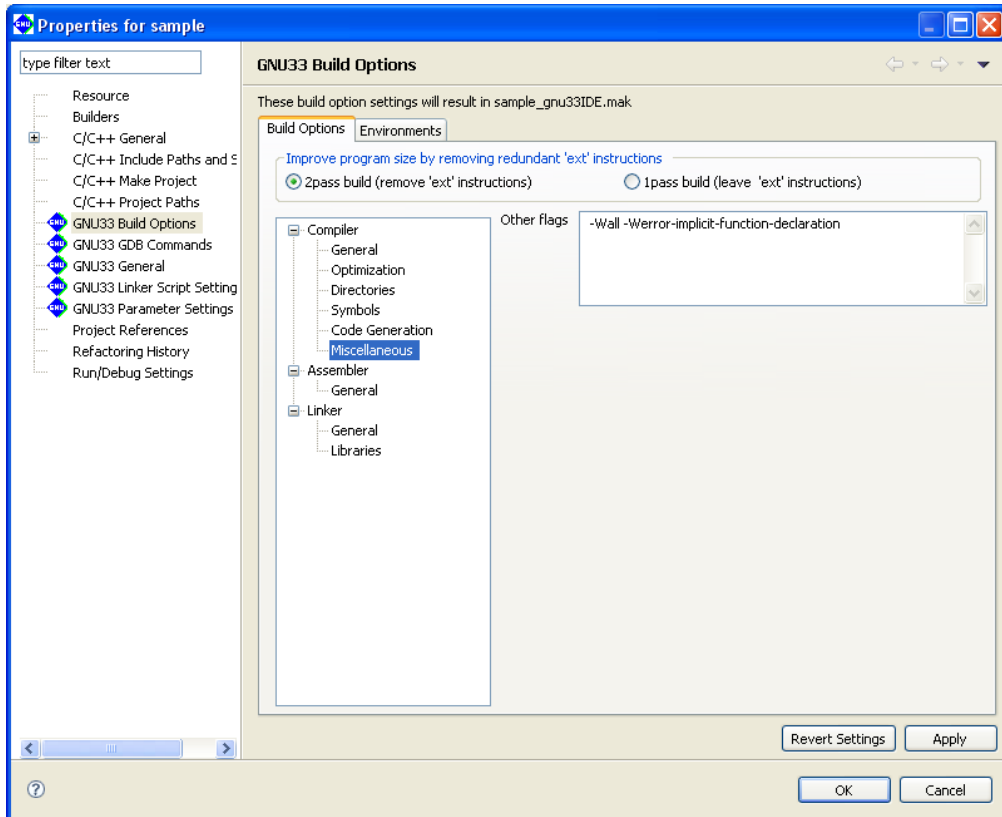 Properties for sample
type filter text
Resource
Builders
C/C++ General
C/C++ Include Paths and S
C/C++ Make Project
C/C++ Project Paths
GNU33 Build Options
GNU33 GDB Commands
GNU33 General
GNU33 Linker Script Setting
GNU33 Parameter Settings
Project References
Refactoring History
Run/Debug Settings
GNU33 Build Options
These build option settings will result in sample_gnu33IDE.mak
Build Options
Environments
Improve program size by removing redundant 'ext' instructions
2pass build (remove 'ext' instructions)
1pass build (leave 'ext' instructions)
Compiler
General
Optimization
Directories
Symbols
Code Generation
Miscellaneous
Assembler
General
Linker
General
Libraries
Other flags
-Wall -Werror-implicit-function-declaration
Revert Settings
Apply
OK
Cancel